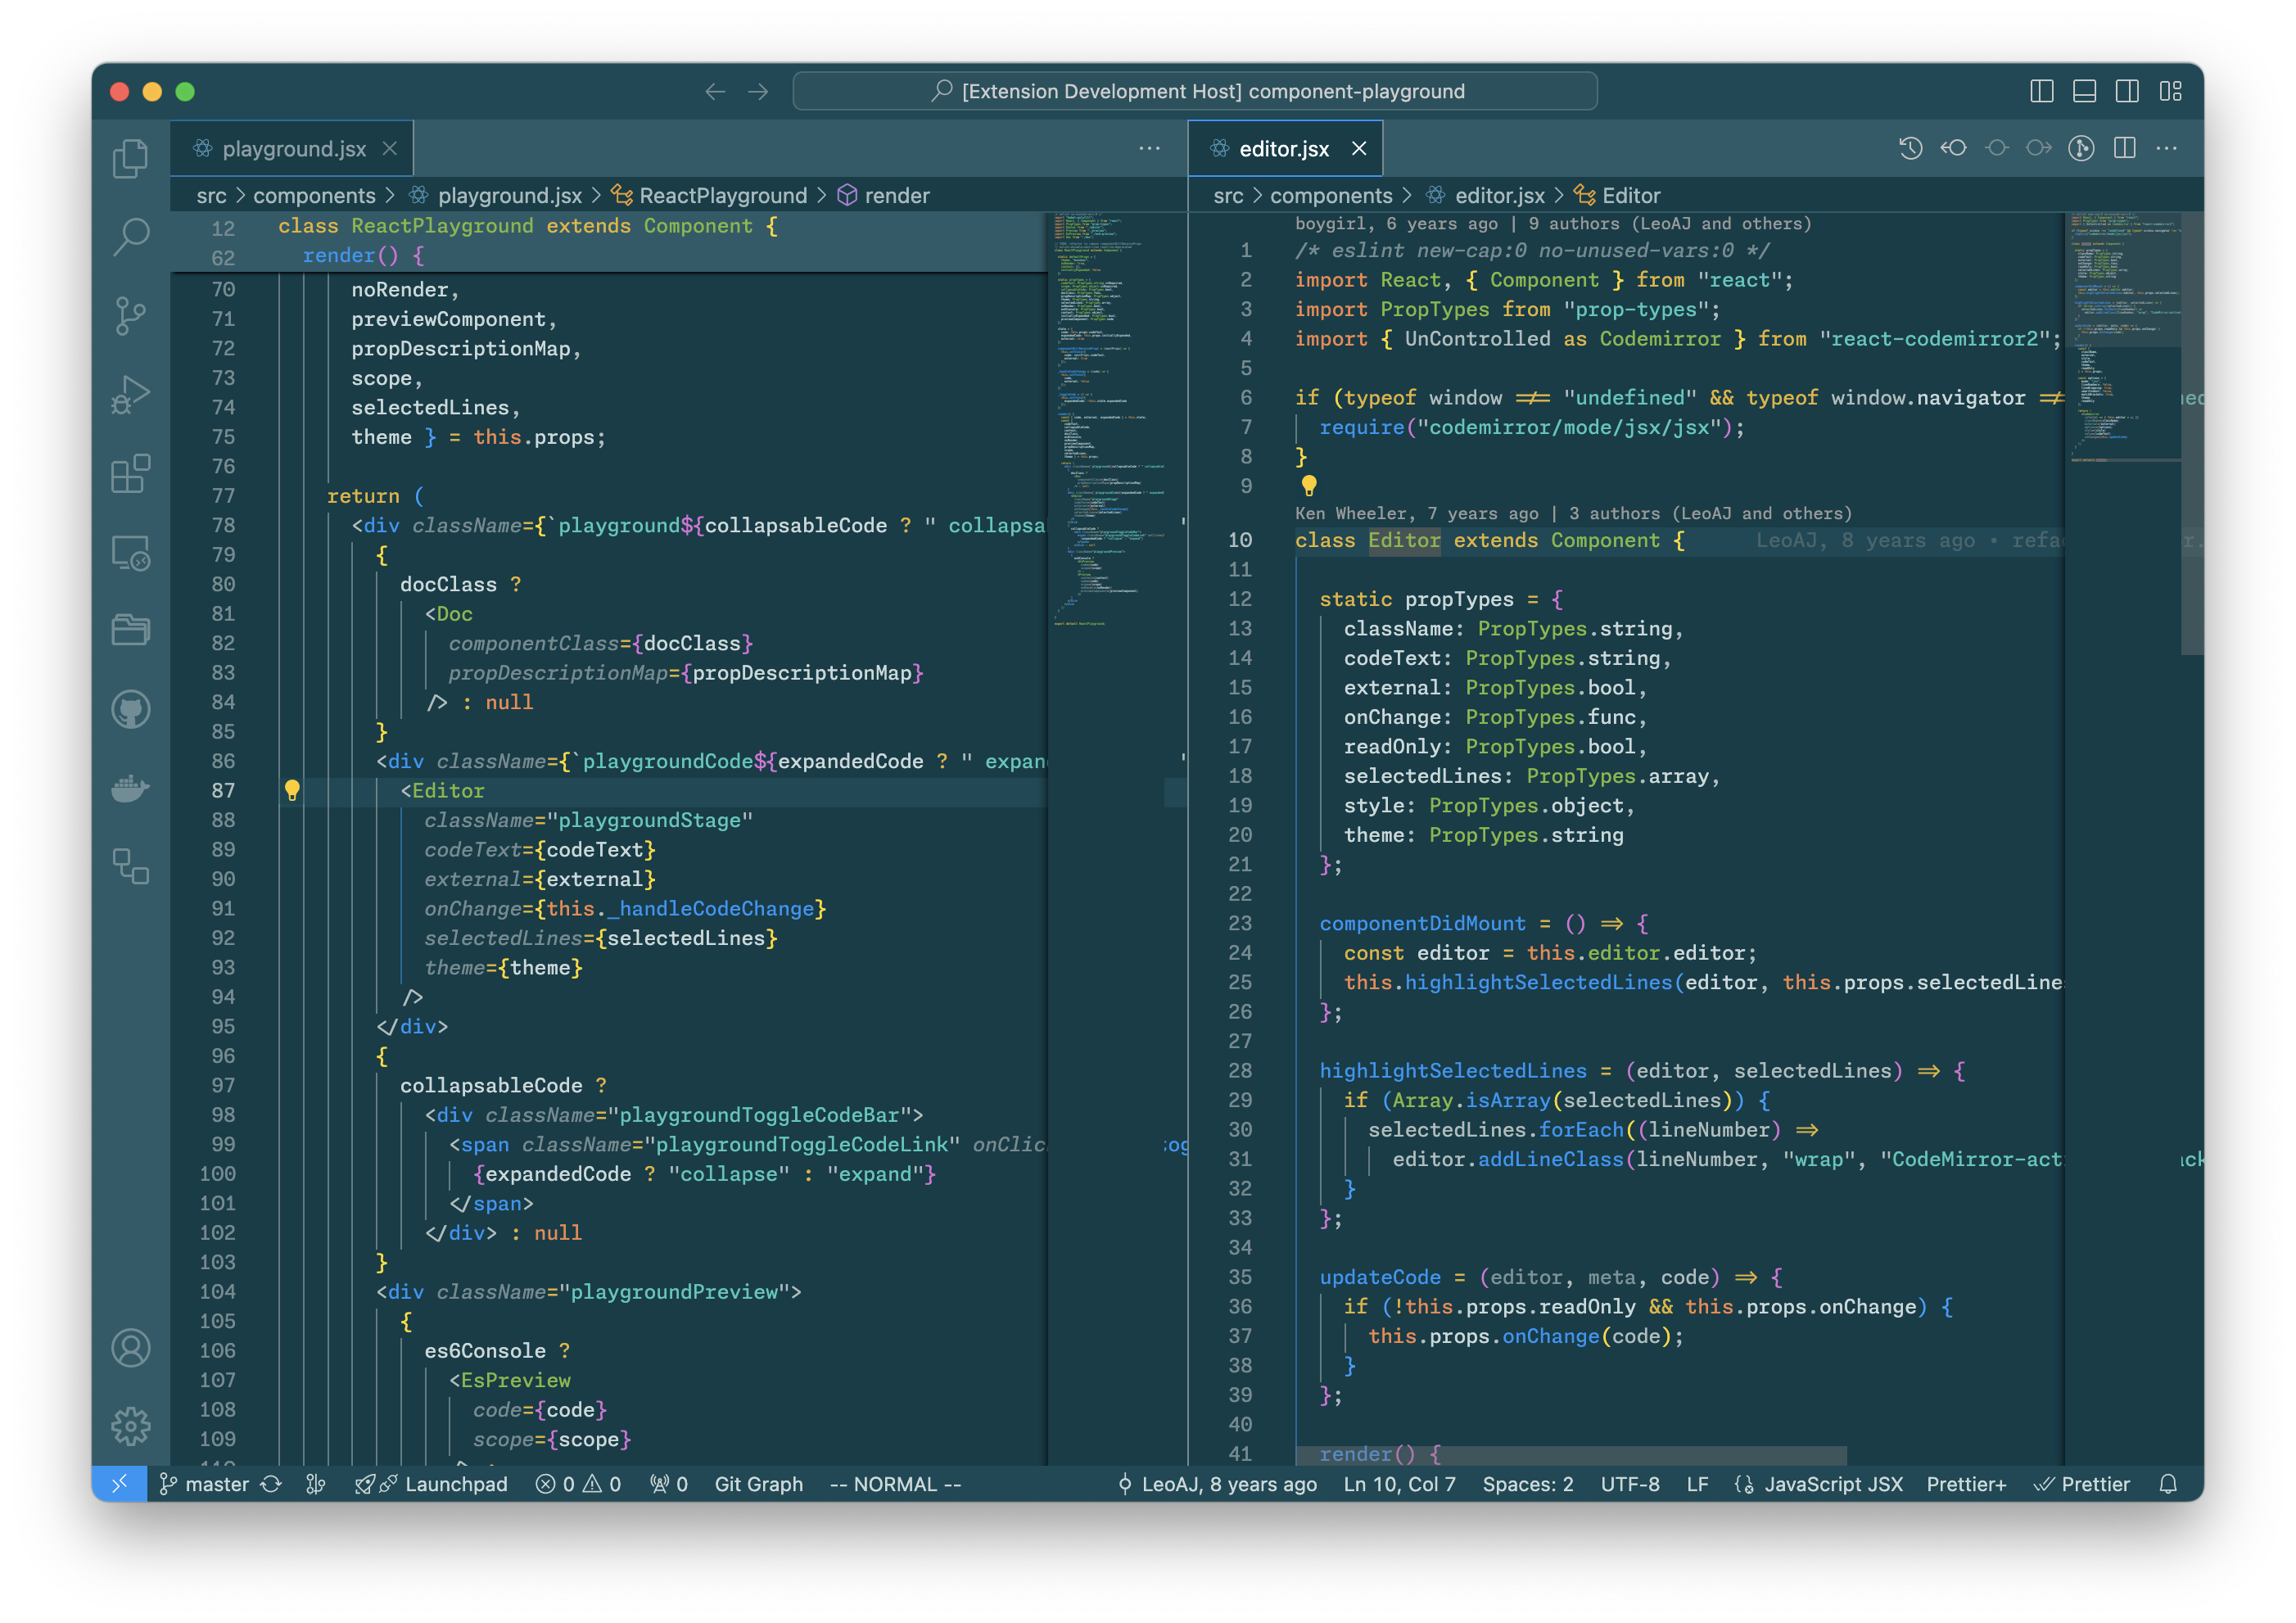 [Extension Development Host] component-playground
playground.jsx
src > components > playground.jsx > ReactPlayground > render
12 class ReactPlayground extends Component {
62 render() {
70 noRender,
71 previewComponent,
72 propDescriptionMap,
73 scope,
74 selectedLines,
75 theme } = this.props;
76
77 return (
78 <div className={`playground${collapsableCode ? " collapsa
79 {
80 docClass ?
81 <Doc
82 componentClass={docClass}
83 propDescriptionMap={propDescriptionMap}
84 /> : null
85 }
86 <div className={`playgroundCode${expandedCode ? " expan
87 <Editor
88 className="playgroundStage"
89 codeText={codeText}
90 external={external}
91 onChange={this._handleCodeChange}
92 selectedLines={selectedLines}
93 theme={theme}
94 />
95 </div>
96 {
97 collapsableCode ?
98 <div className="playgroundToggleCodeBar">
99 <span className="playgroundToggleCodeLink" onClic
100 {expandedCode ? "collapse" : "expand"}
101 </span>
102 </div> : null
103 }
104 <div className="playgroundPreview">
105 {
106 es6Console ?
107 <EsPreview
108 code={code}
109 scope={scope}
editor.jsx
src > components > editor.jsx > Editor
boygirl, 6 years ago | 9 authors (LeoAJ and others)
1 /* eslint new-cap:0 no-unused-vars:0 */
2 import React, { Component } from "react";
3 import PropTypes from "prop-types";
4 import { UnControlled as Codemirror } from "react-codemirror2";
5
6 if (typeof window !== "undefined" && typeof window.navigator !==
7 require("codemirror/mode/jsx/jsx");
8 }
9
Ken Wheeler, 7 years ago | 3 authors (LeoAJ and others)
10 class Editor extends Component { LeoAJ, 8 years ago • refac
11
12 static propTypes = {
13 className: PropTypes.string,
14 codeText: PropTypes.string,
15 external: PropTypes.bool,
16 onChange: PropTypes.func,
17 readOnly: PropTypes.bool,
18 selectedLines: PropTypes.array,
19 style: PropTypes.object,
20 theme: PropTypes.string
21 };
22
23 componentDidMount = () => {
24 const editor = this.editor.editor;
25 this.highlightSelectedLines(editor, this.props.selectedLine
26 };
27
28 highlightSelectedLines = (editor, selectedLines) => {
29 if (Array.isArray(selectedLines)) {
30 selectedLines.forEach((lineNumber) =>
31 editor.addLineClass(lineNumber, "wrap", "CodeMirror-act
32 }
33 };
34
35 updateCode = (editor, meta, code) => {
36 if (!this.props.readOnly && this.props.onChange) {
37 this.props.onChange(code);
38 }
39 };
40
41 render() {
master Launchpad 0 0 0 Git Graph -- NORMAL -- LeoAJ, 8 years ago Ln 10, Col 7 Spaces: 2 UTF-8 LF JavaScript JSX Prettier+ Prettier